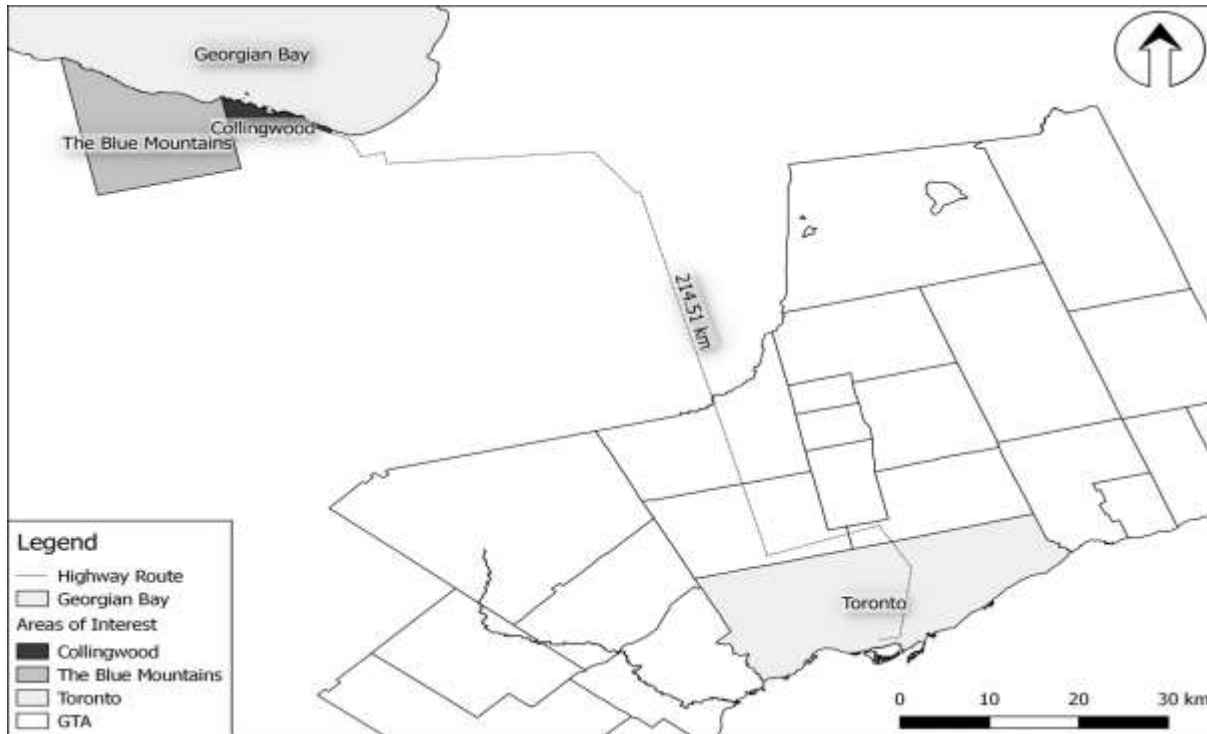 Georgian Bay
Collingwood
The Blue Mountains
214.51 km
Toronto
Legend
Highway Route
Georgian Bay
Areas of Interest
Collingwood
The Blue Mountains
Toronto
GTA
0 10 20 30 km